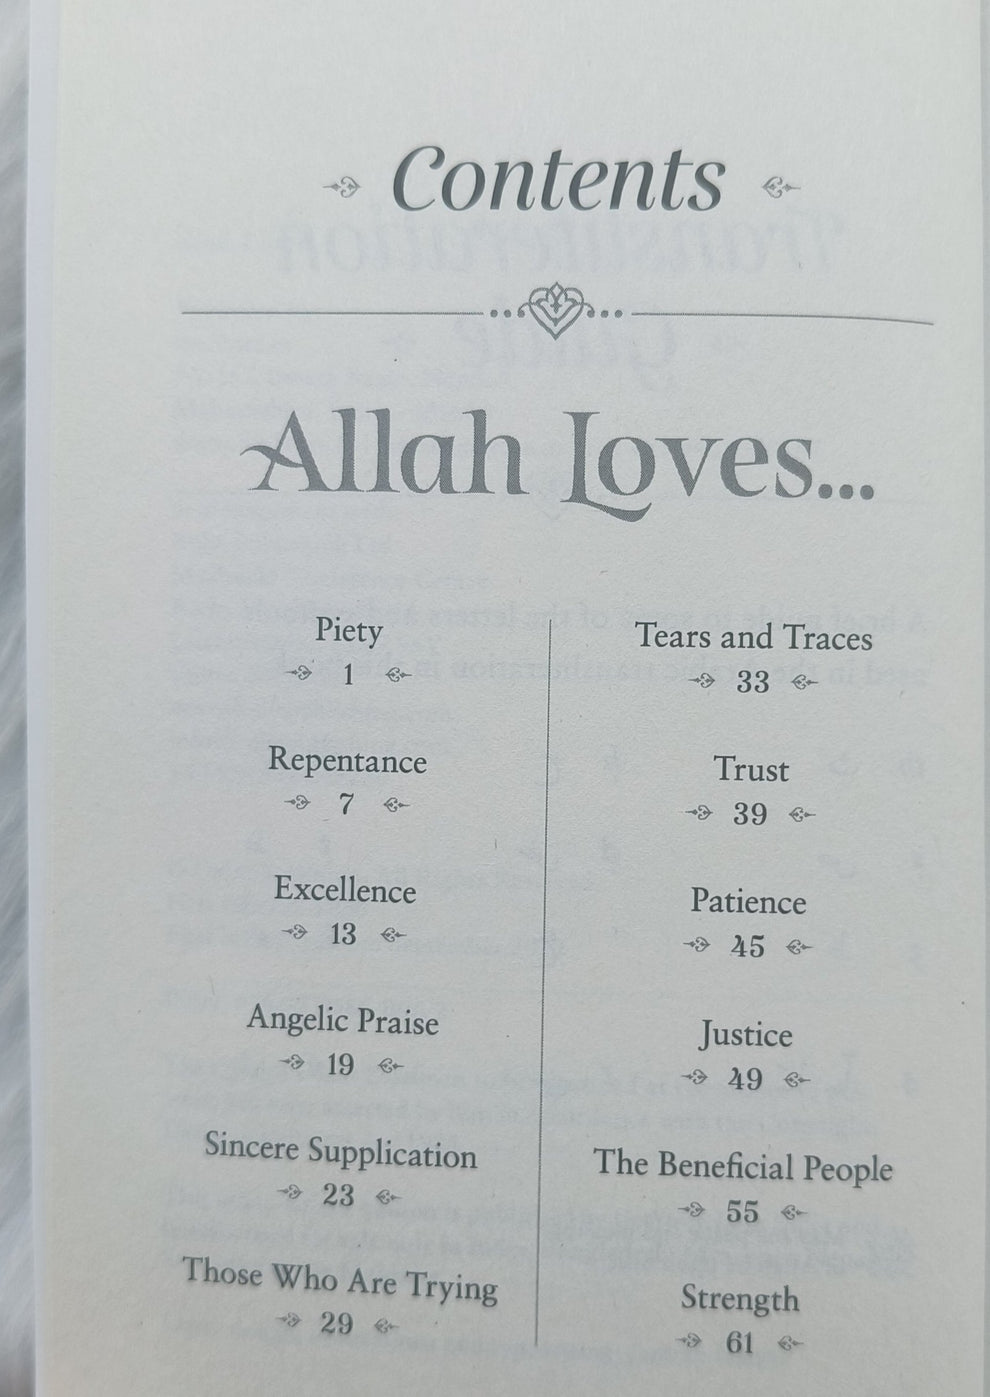 Contents
Allah Loves...
Piety
1
Repentance
7
Excellence
13
Angelic Praise
19
Sincere Supplication
23
Those Who Are Trying
29
Tears and Traces
33
Trust
39
Patience
45
Justice
49
The Beneficial People
55
Strength
61